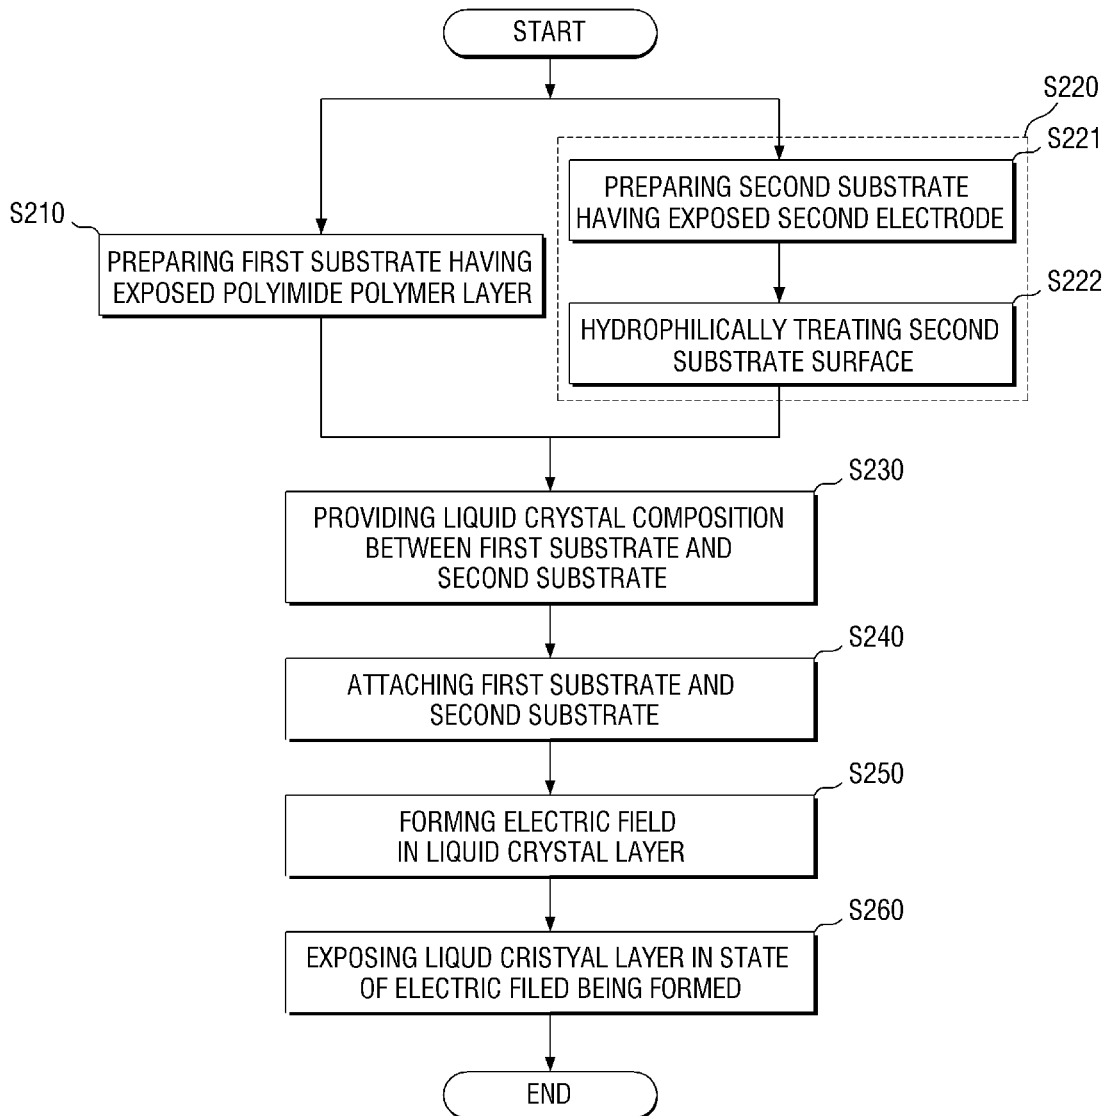 START
S220
S221
PREPARING SECOND SUBSTRATE
HAVING EXPOSED SECOND ELECTRODE
S210
PREPARING FIRST SUBSTRATE HAVING
EXPOSED POLYIMIDE POLYMER LAYER
S222
HYDROPHILICALLY TREATING SECOND
SUBSTRATE SURFACE
S230
PROVIDING LIQUID CRYSTAL COMPOSITION
BETWEEN FIRST SUBSTRATE AND
SECOND SUBSTRATE
S240
ATTACHING FIRST SUBSTRATE AND
SECOND SUBSTRATE
S250
FORMNG ELECTRIC FIELD
IN LIQUID CRYSTAL LAYER
S260
EXPOSING LIQUD CRISTYAL LAYER IN STATE
OF ELECTRIC FILED BEING FORMED
END